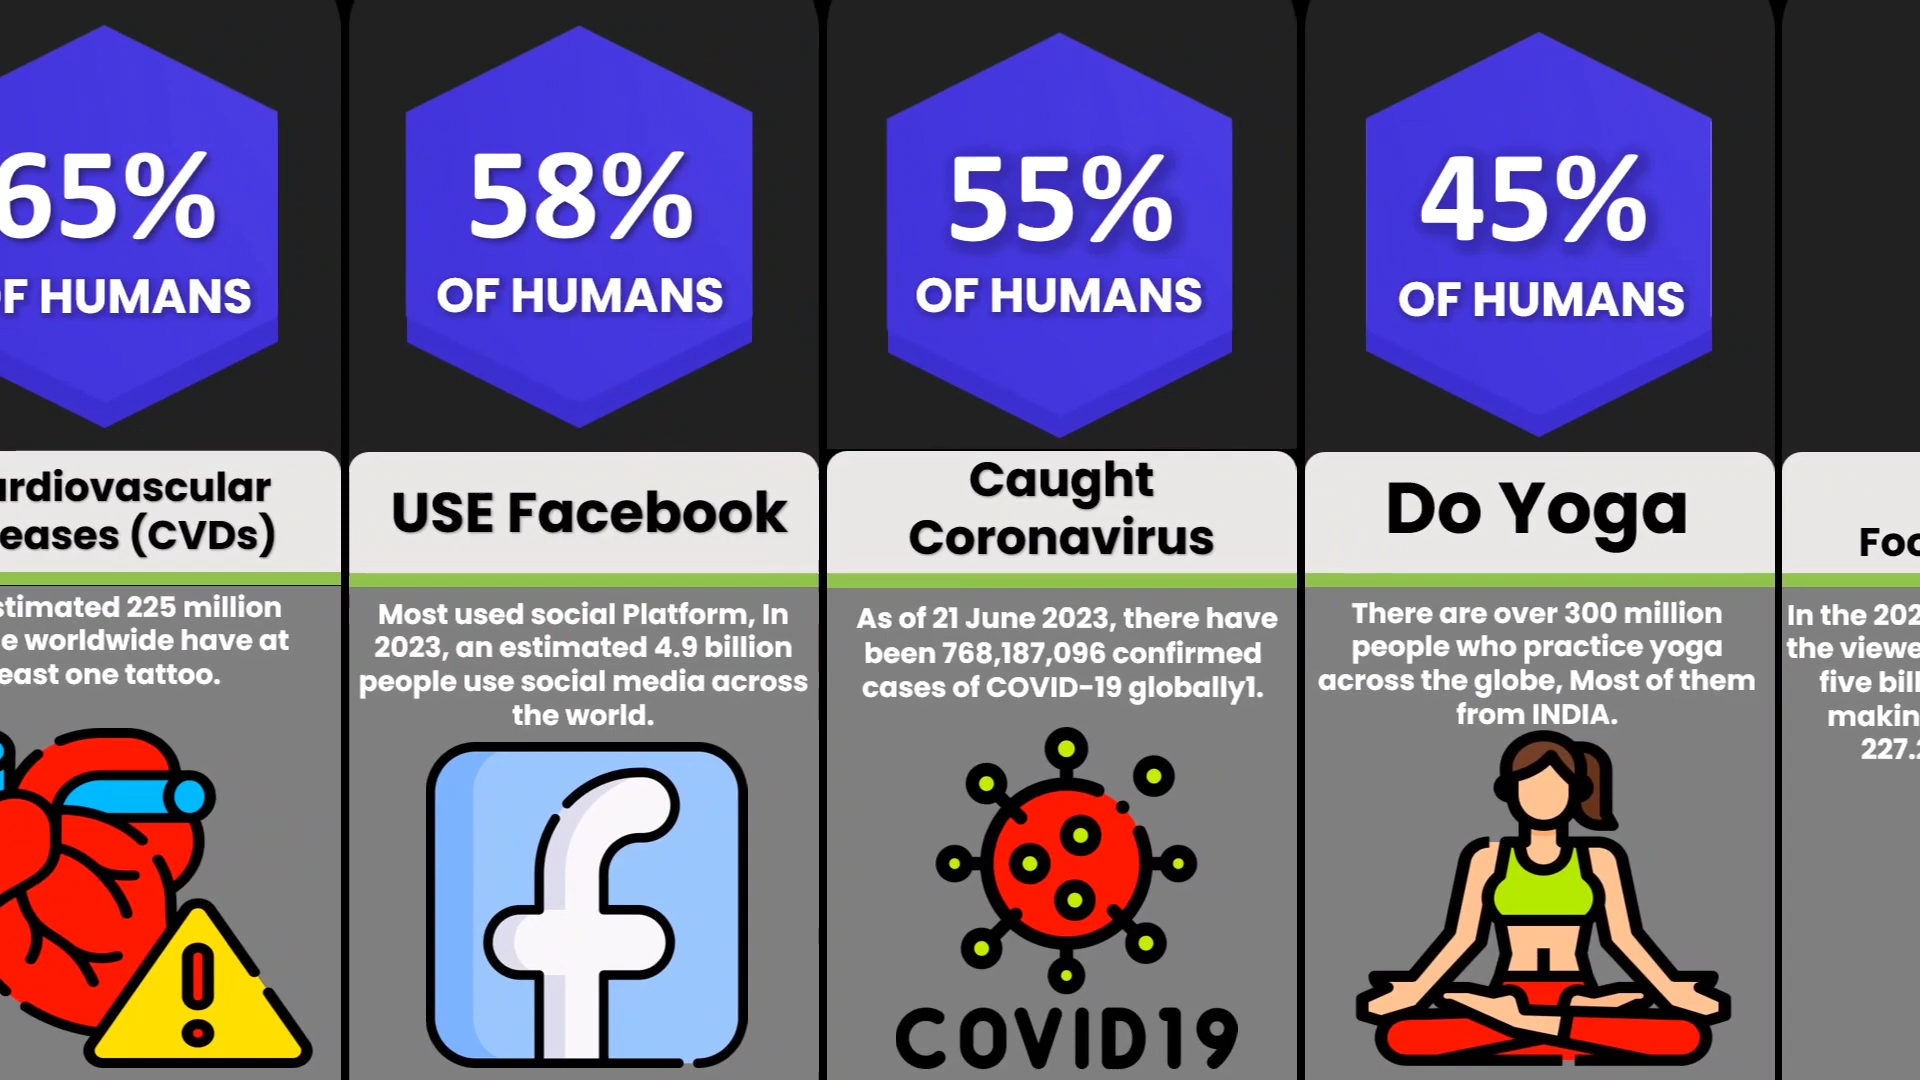 65%
OF HUMANS
ardiovascular
eases (CVDs)
stimated 225 million
e worldwide have at
east one tattoo.
58%
OF HUMANS
USE Facebook
Most used social Platform, In
2023, an estimated 4.9 billion
people use social media across
the world.
55%
OF HUMANS
Caught
Coronavirus
As of 21 June 2023, there have
been 768,187,096 confirmed
cases of COVID-19 globally1.
COVID19
45%
OF HUMANS
Do Yoga
There are over 300 million
people who practice yoga
across the globe, Most of them
from INDIA.
Foo
In the 202
the viewe
five bill
makin
227.2